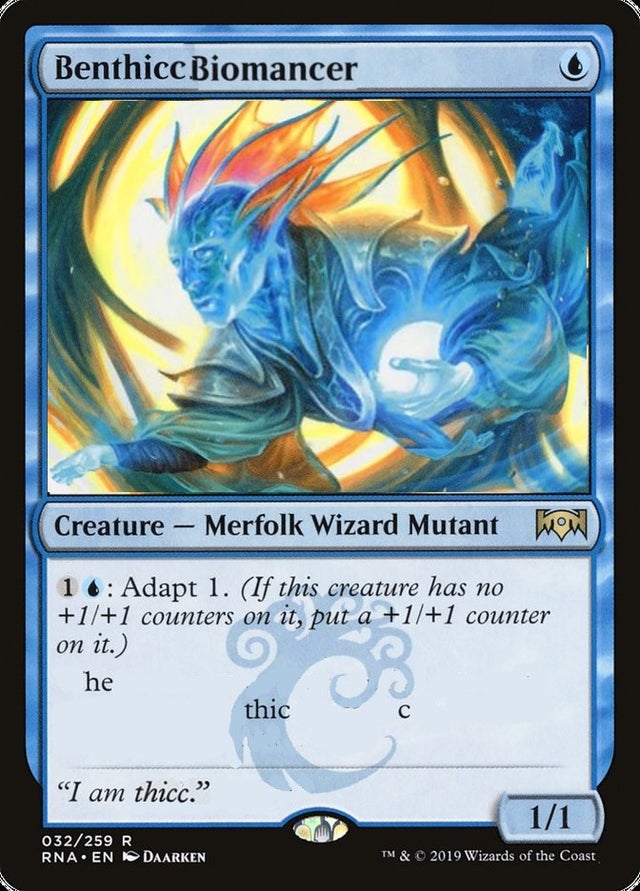 Benthicc Biomancer
Creature — Merfolk Wizard Mutant
1 : Adapt 1. (If this creature has no
+1/+1 counters on it, put a +1/+1 counter
on it.)
he
thic c
“I am thicc.”
1/1
032/259 R
RNA • EN DAARKEN
™ & © 2019 Wizards of the Coast